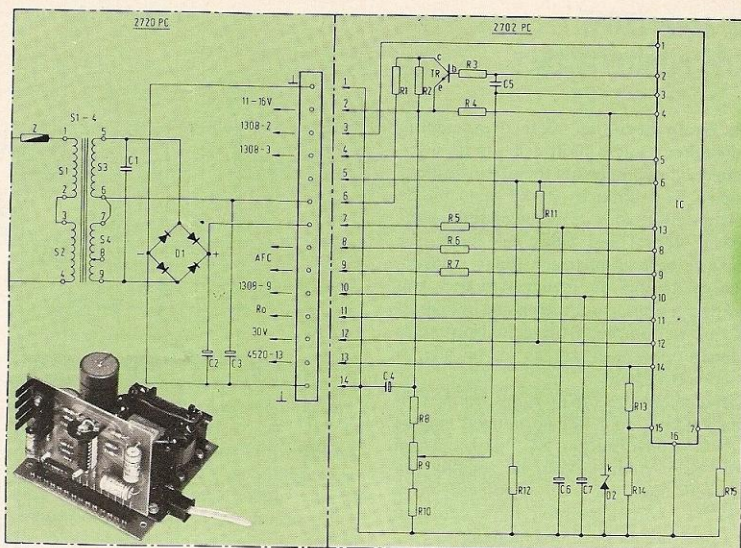 2720 PC
2702 PC
S1-4
Z
1
5
S1
S3
C1
2
6
3
7
S2
S4
8
4
9
D1
-
+
C2
C3
11-16V
1308-2
1308-3
AFC
1308-9
Ro
30V
4520-13
1
2
3
4
5
6
7
8
9
10
11
12
13
14
R1
R2
c
TR
b
e
R3
C5
R4
R11
R5
R6
R7
C4
R8
R9
R10
R12
C6
C7
k
D2
R13
R14
R15
IC
1
2
3
4
5
6
13
8
9
10
11
12
14
15
16
7